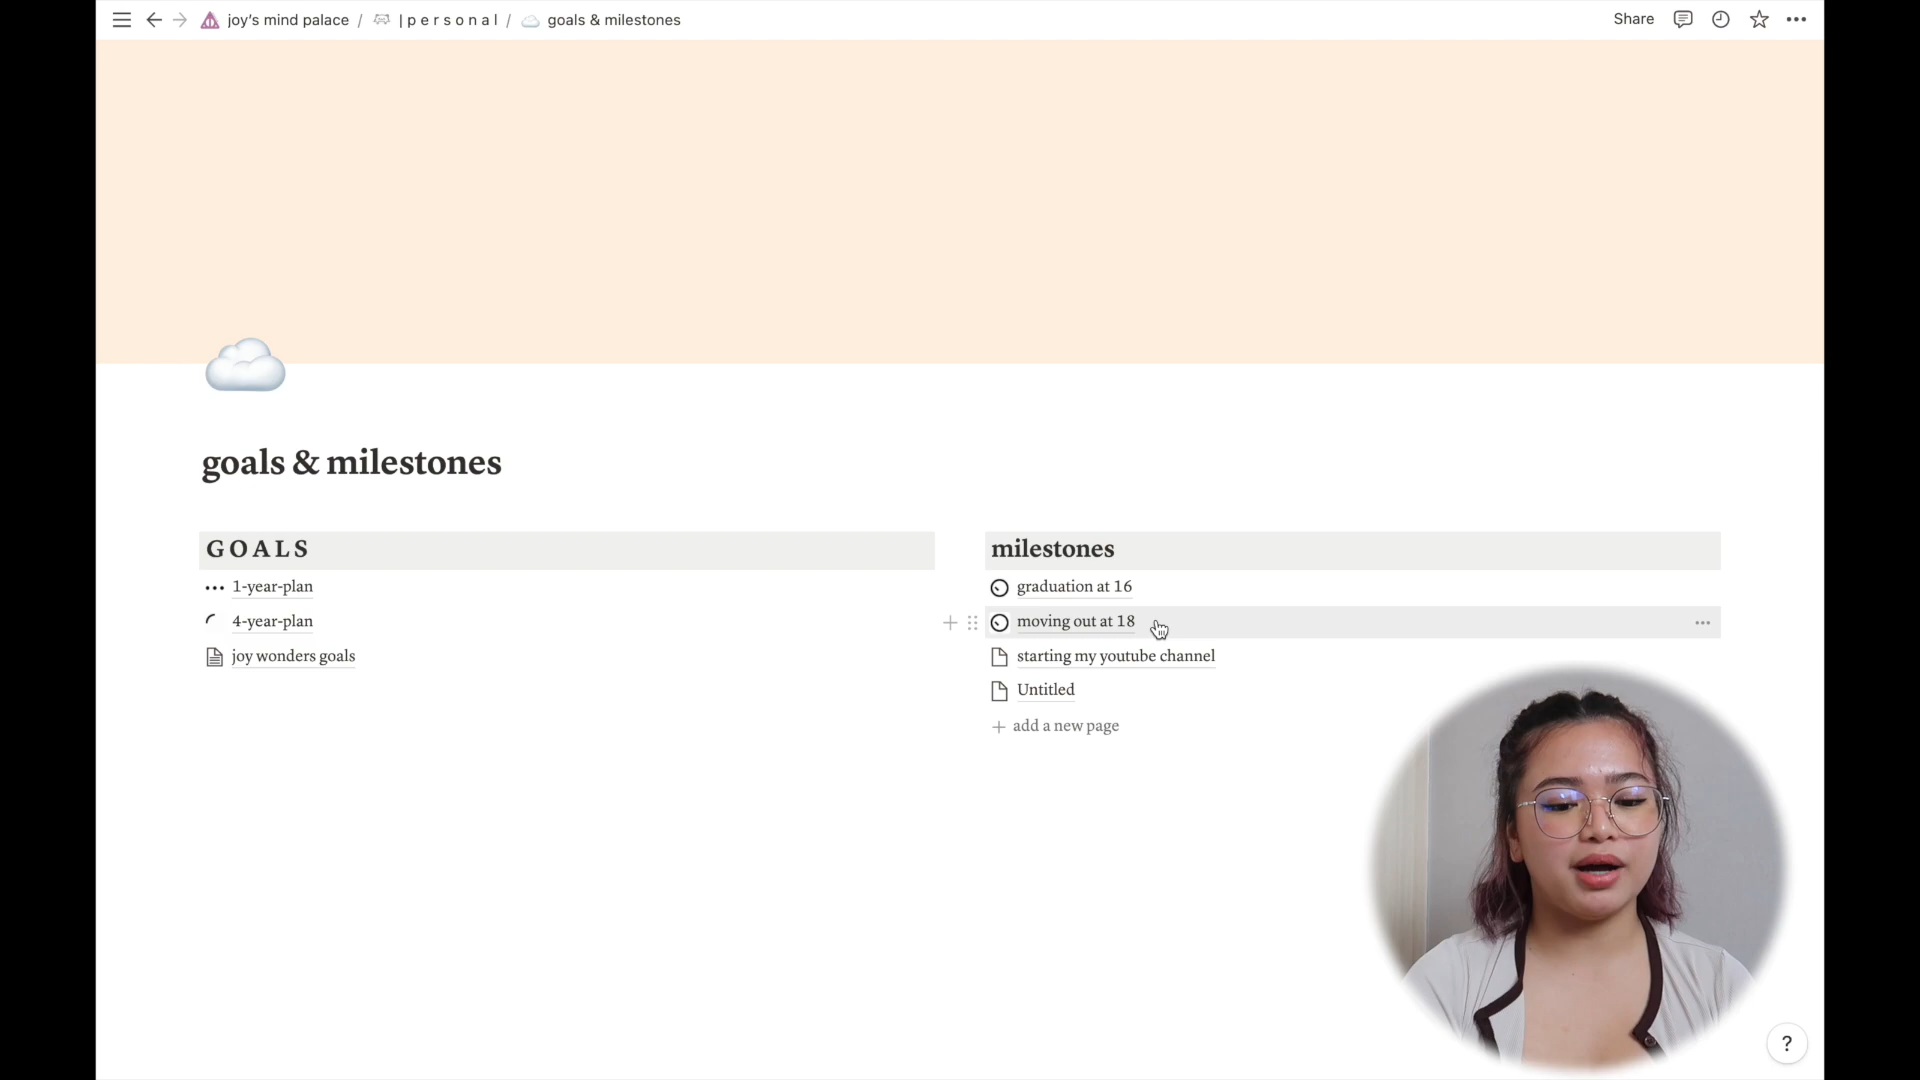 joy's mind palace / | p e r s o n a l / goals & milestones
Share
goals & milestones
G O A L S
1-year-plan
4-year-plan
joy wonders goals
milestones
graduation at 16
moving out at 18
starting my youtube channel
Untitled
+ add a new page
?